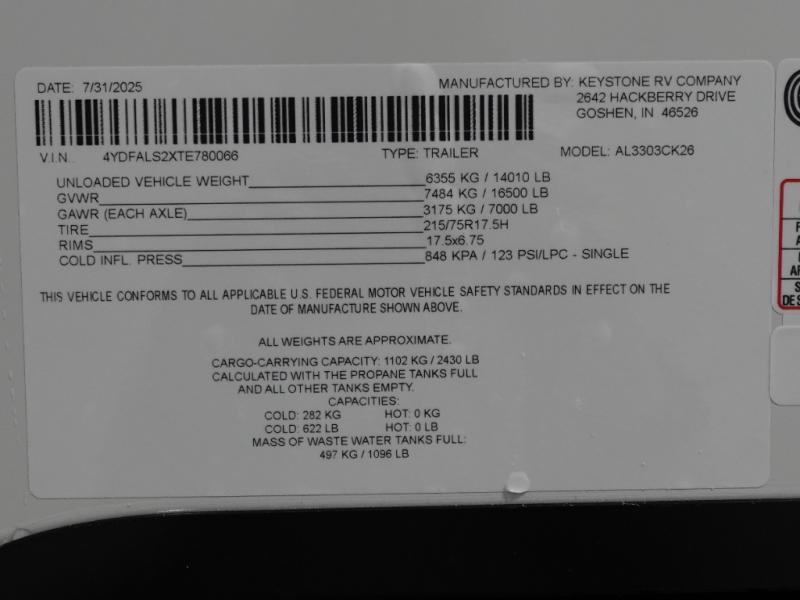 DATE: 7/31/2025
MANUFACTURED BY: KEYSTONE RV COMPANY
2642 HACKBERRY DRIVE
GOSHEN, IN 46526
V.I.N. 4YDFALS2XTE780066 TYPE: TRAILER MODEL: AL3303CK26
UNLOADED VEHICLE WEIGHT 6355 KG / 14010 LB
GVWR 7484 KG / 16500 LB
GAWR (EACH AXLE) 3175 KG / 7000 LB
TIRE 215/75R17.5H
RIMS 17.5x6.75
COLD INFL. PRESS 848 KPA / 123 PSI/LPC - SINGLE
THIS VEHICLE CONFORMS TO ALL APPLICABLE U.S. FEDERAL MOTOR VEHICLE SAFETY STANDARDS IN EFFECT ON THE
DATE OF MANUFACTURE SHOWN ABOVE.
ALL WEIGHTS ARE APPROXIMATE.
CARGO-CARRYING CAPACITY: 1102 KG / 2430 LB
CALCULATED WITH THE PROPANE TANKS FULL
AND ALL OTHER TANKS EMPTY.
CAPACITIES:
COLD: 282 KG HOT: 0 KG
COLD: 622 LB HOT: 0 LB
MASS OF WASTE WATER TANKS FULL:
497 KG / 1096 LB